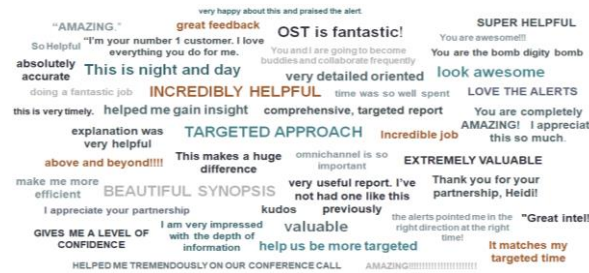 very happy about this and praised the alert
"AMAZING."
great feedback
OST is fantastic!
SUPER HELPFUL
So Helpful
"I'm your number 1 customer. I love
everything you do for me.
You and i are going to become
buddies and collaborate frequently
You are awesome!!!
You are the bomb digity bomb
absolutely
accurate
This is night and day
very detailed oriented
look awesome
doing a fantastic job
INCREDIBLY HELPFUL
time was so well spent
LOVE THE ALERTS
this is very timely.
helped me gain insight
comprehensive, targeted report
You are completely
AMAZING! I appreciat
this so much.
explanation was
very helpful
TARGETED APPROACH
Incredible job
above and beyond!!!!
This makes a huge
difference
omnichannel is so
important
EXTREMELY VALUABLE
make me more
efficient
BEAUTIFUL SYNOPSIS
very useful report. I've
not had one like this
previously
Thank you for your
partnership, Heidi!
I appreciate your partnership
kudos
the alerts pointed me in the
right direction at the right
time!
"Great intel!
GIVES ME A LEVEL OF
CONFIDENCE
I am very impressed
with the depth of
information
valuable
help us be more targeted
It matches my
targeted time
HELPED ME TREMENDOUSLY ON OUR CONFERENCE CALL
AMAZING!!!!!!!!!!!!!!!!!!!!!!!